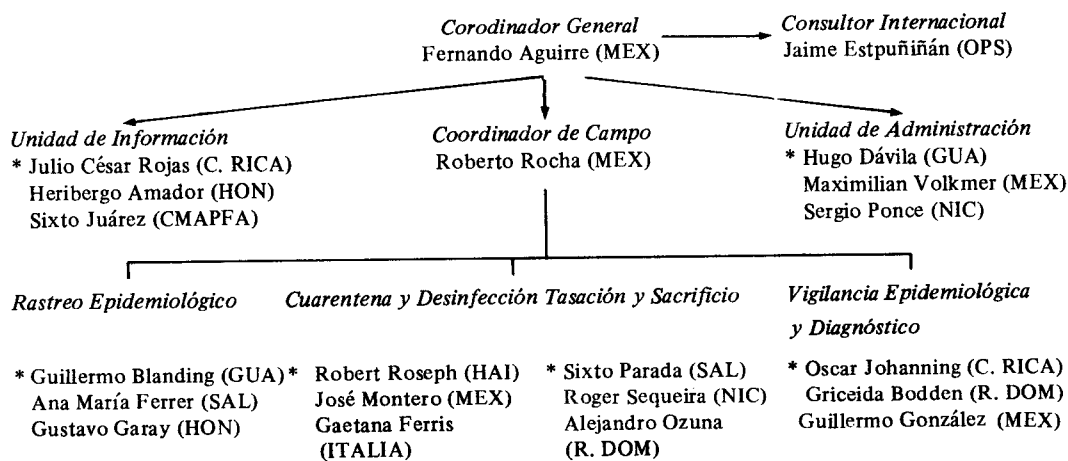 Corodinador General
Fernando Aguirre (MEX)
Consultor Internacional
Jaime Estpuñiñán (OPS)
Unidad de Información
* Julio César Rojas (C. RICA)
Heribergo Amador (HON)
Sixto Juárez (CMAPFA)
Coordinador de Campo
Roberto Rocha (MEX)
Unidad de Administración
* Hugo Dávila (GUA)
Maximilian Volkmer (MEX)
Sergio Ponce (NIC)
Rastreo Epidemiológico
* Guillermo Blanding (GUA)
Ana María Ferrer (SAL)
Gustavo Garay (HON)
Cuarentena y Desinfección Tasación y Sacrificio
* Robert Roseph (HAI)
José Montero (MEX)
Gaetana Ferris
(ITALIA)
* Sixto Parada (SAL)
Roger Sequeira (NIC)
Alejandro Ozuna
(R. DOM)
Vigilancia Epidemiológica
y Diagnóstico
* Oscar Johanning (C. RICA)
Griceida Bodden (R. DOM)
Guillermo González (MEX)